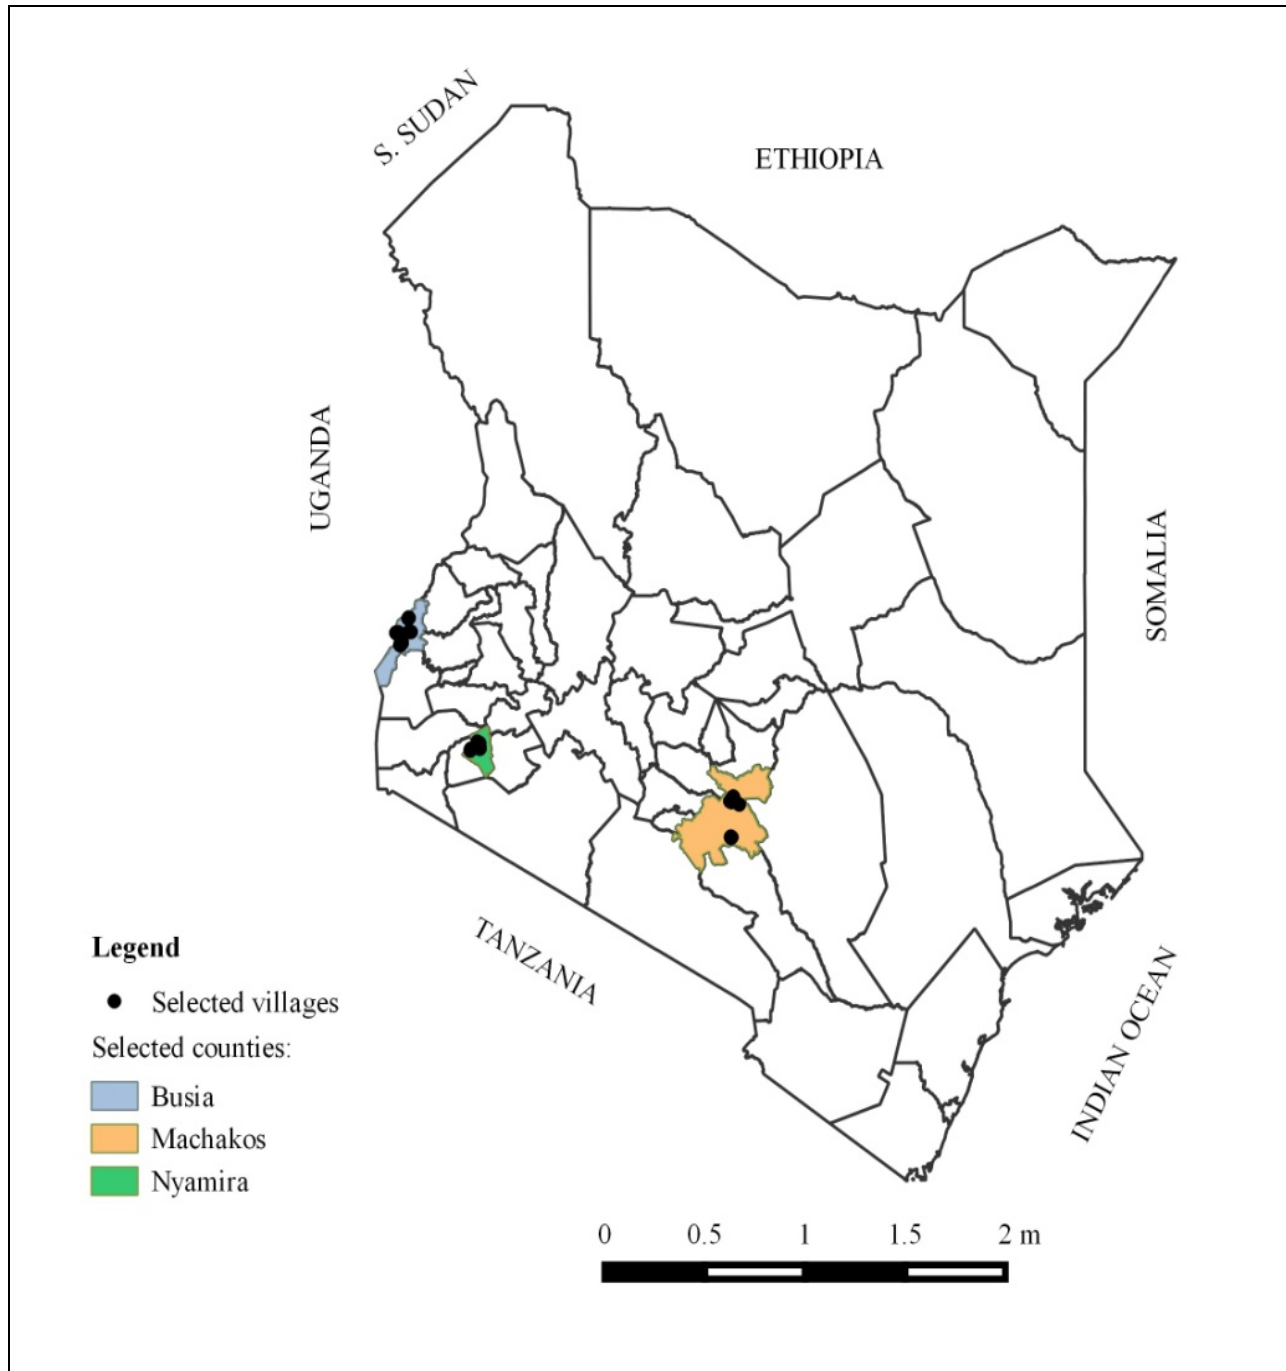 S. SUDAN
ETHIOPIA
UGANDA
SOMALIA
TANZANIA
INDIAN OCEAN
Legend
Selected villages
Selected counties:
Busia
Machakos
Nyamira
0 0.5 1 1.5 2 m